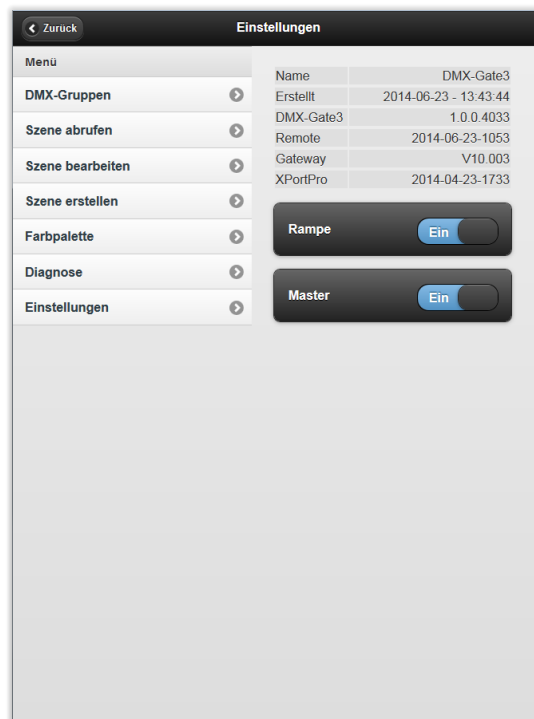 Zurück
Einstellungen
Menü
DMX-Gruppen
Szene abrufen
Szene bearbeiten
Szene erstellen
Farbpalette
Diagnose
Einstellungen
Name DMX-Gate3
Erstellt 2014-06-23 - 13:43:44
DMX-Gate3 1.0.0.4033
Remote 2014-06-23-1053
Gateway V10.003
XPortPro 2014-04-23-1733
Rampe Ein
Master Ein